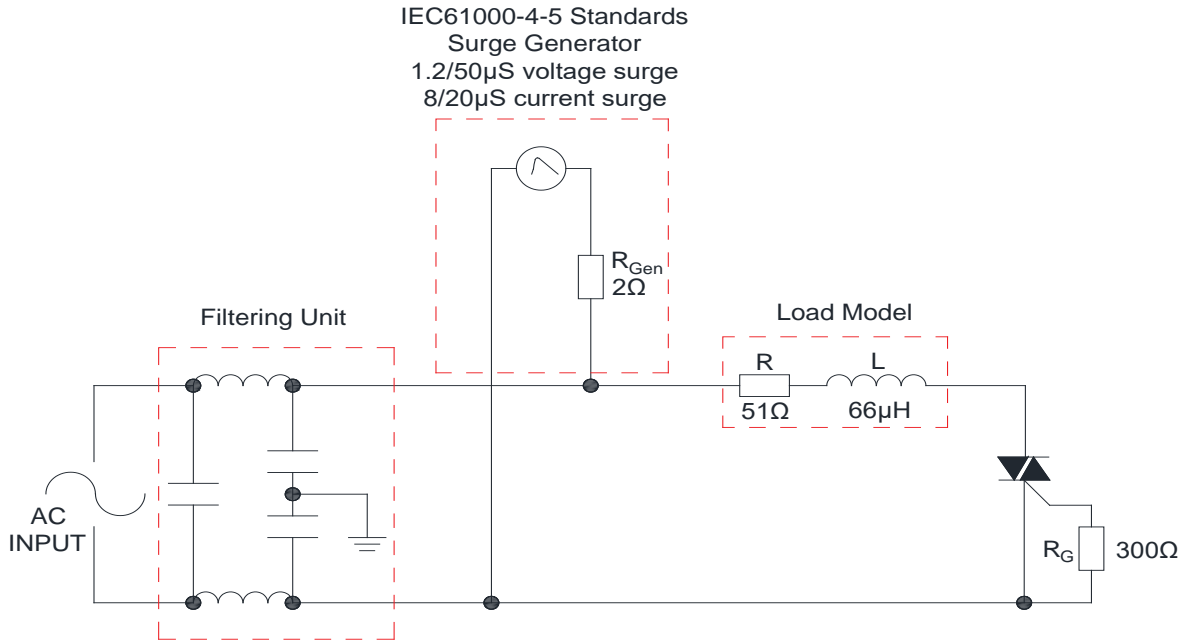 IEC61000-4-5 Standards
Surge Generator
1.2/50μS voltage surge
8/20μS current surge
RGen
2Ω
Filtering Unit
Load Model
R
L
51Ω
66μH
AC
INPUT
RG
300Ω